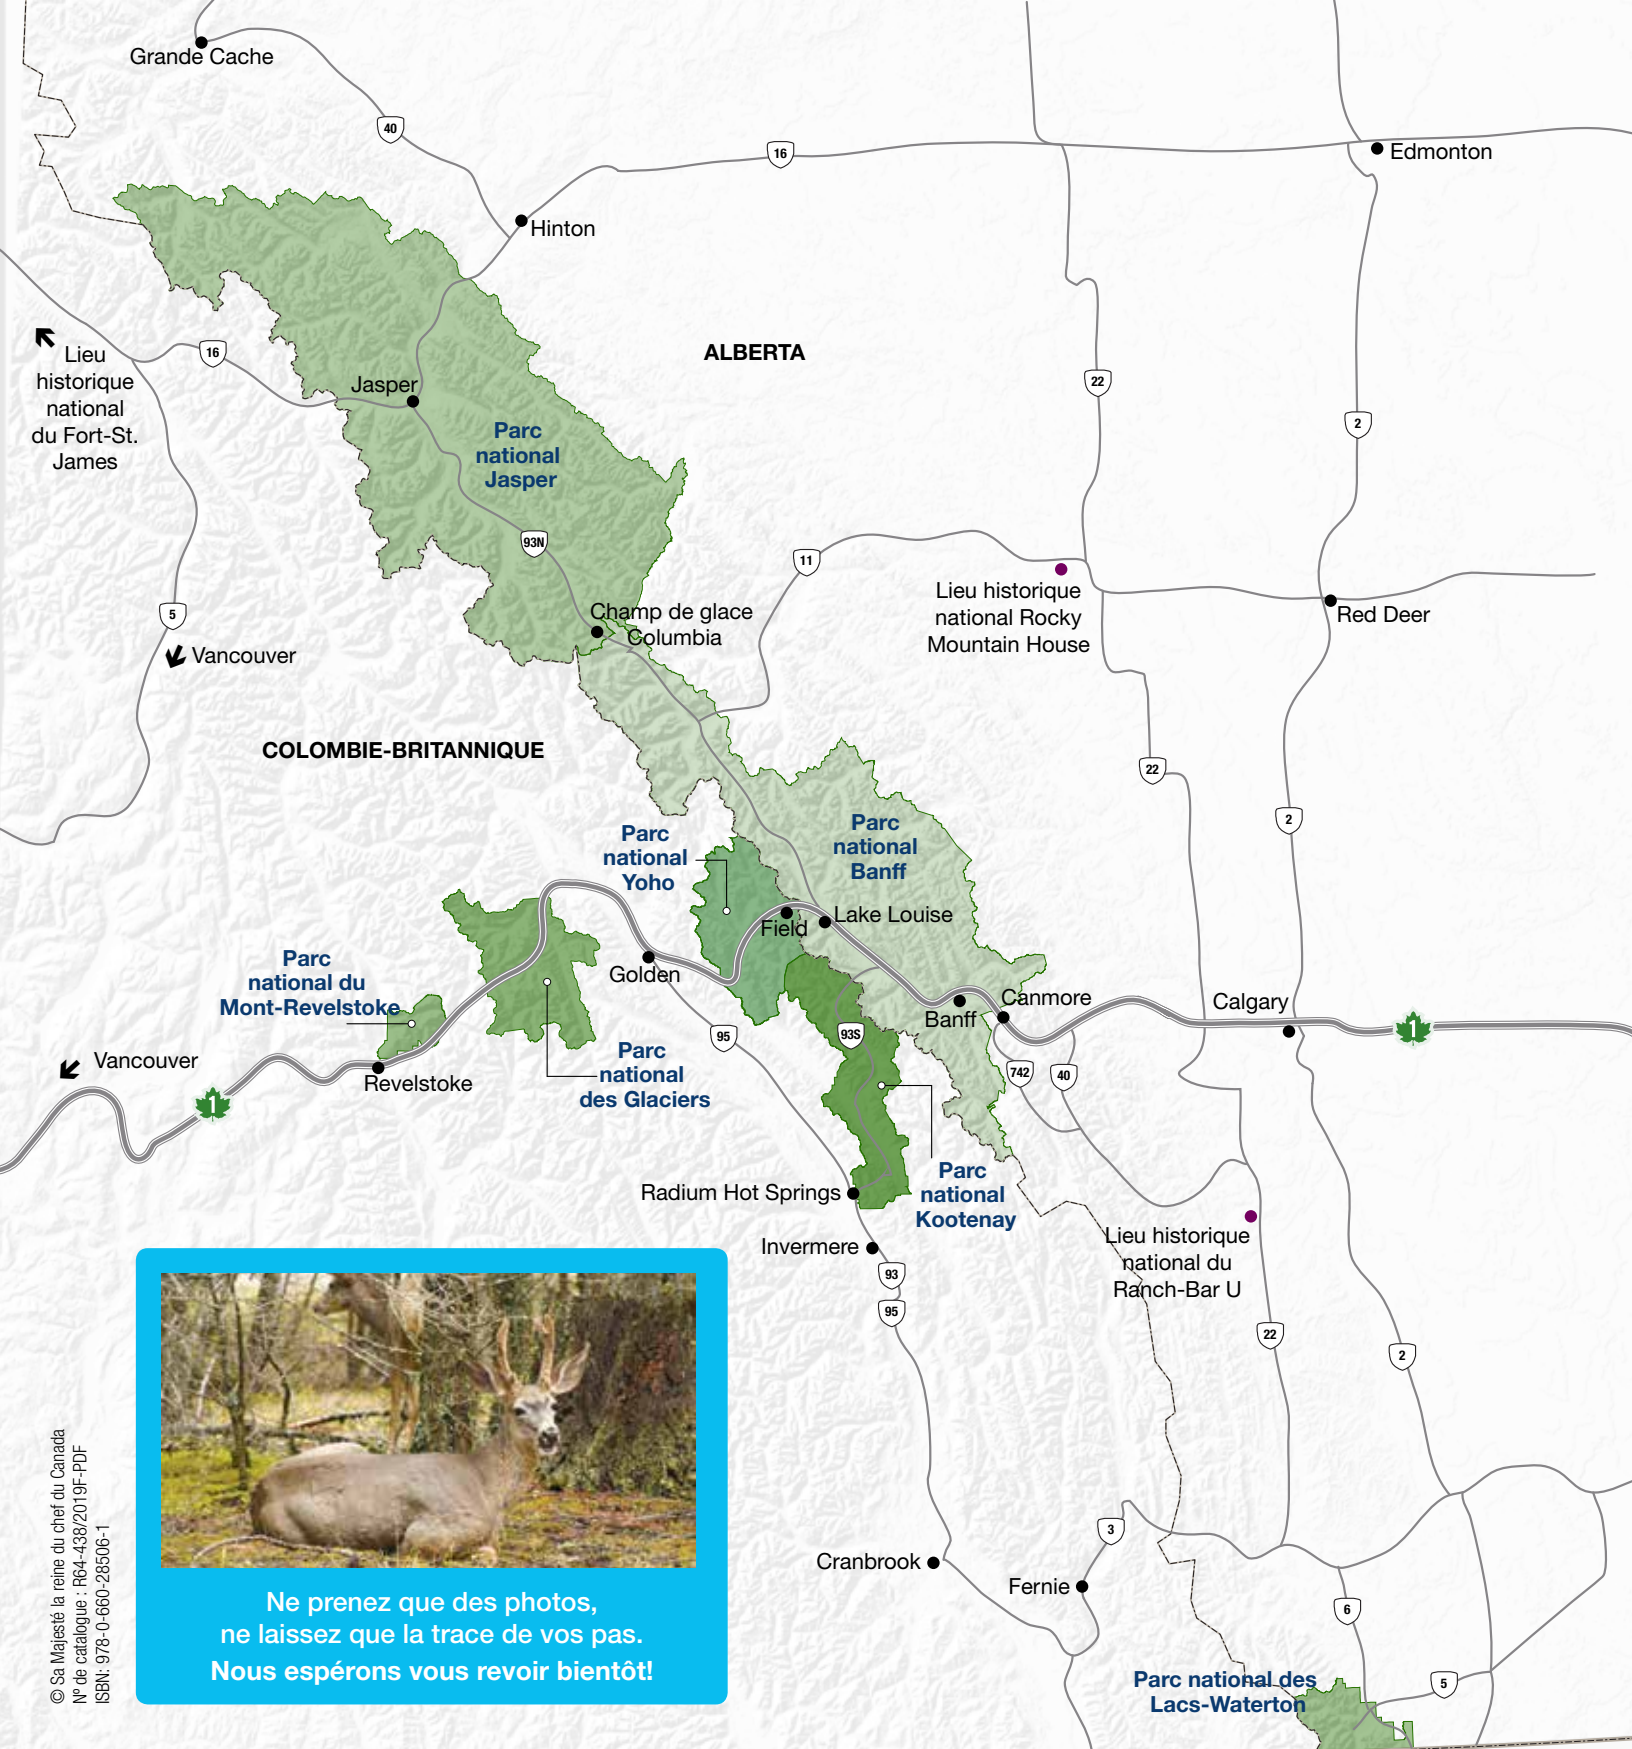 Grande Cache
40
16
Edmonton
Hinton
Lieu
historique
national
du Fort-St.
James
16
ALBERTA
Jasper
22
2
Parc
national
Jasper
93N
11
Lieu historique
national Rocky
Mountain House
Red Deer
5
Vancouver
Champ de glace
Columbia
COLOMBIE-BRITANNIQUE
22
2
Parc
national
Yoho
Parc
national
Banff
Field
Lake Louise
Golden
Parc
national du
Mont-Revelstoke
Banff
Canmore
Calgary
1
95
93S
Vancouver
1
Revelstoke
Parc
national
des Glaciers
742
40
Radium Hot Springs
Parc
national
Kootenay
Invermere
93
95
Lieu historique
national du
Ranch-Bar U
22
2
Cranbrook
3
Fernie
6
5
Parc national des
Lacs-Waterton
Ne prenez que des photos,
ne laissez que la trace de vos pas.
Nous espérons vous revoir bientôt!
© Sa Majesté la reine du chef du Canada
Nº de catalogue : R64-438/2019F-PDF
ISBN: 978-0-660-28506-1